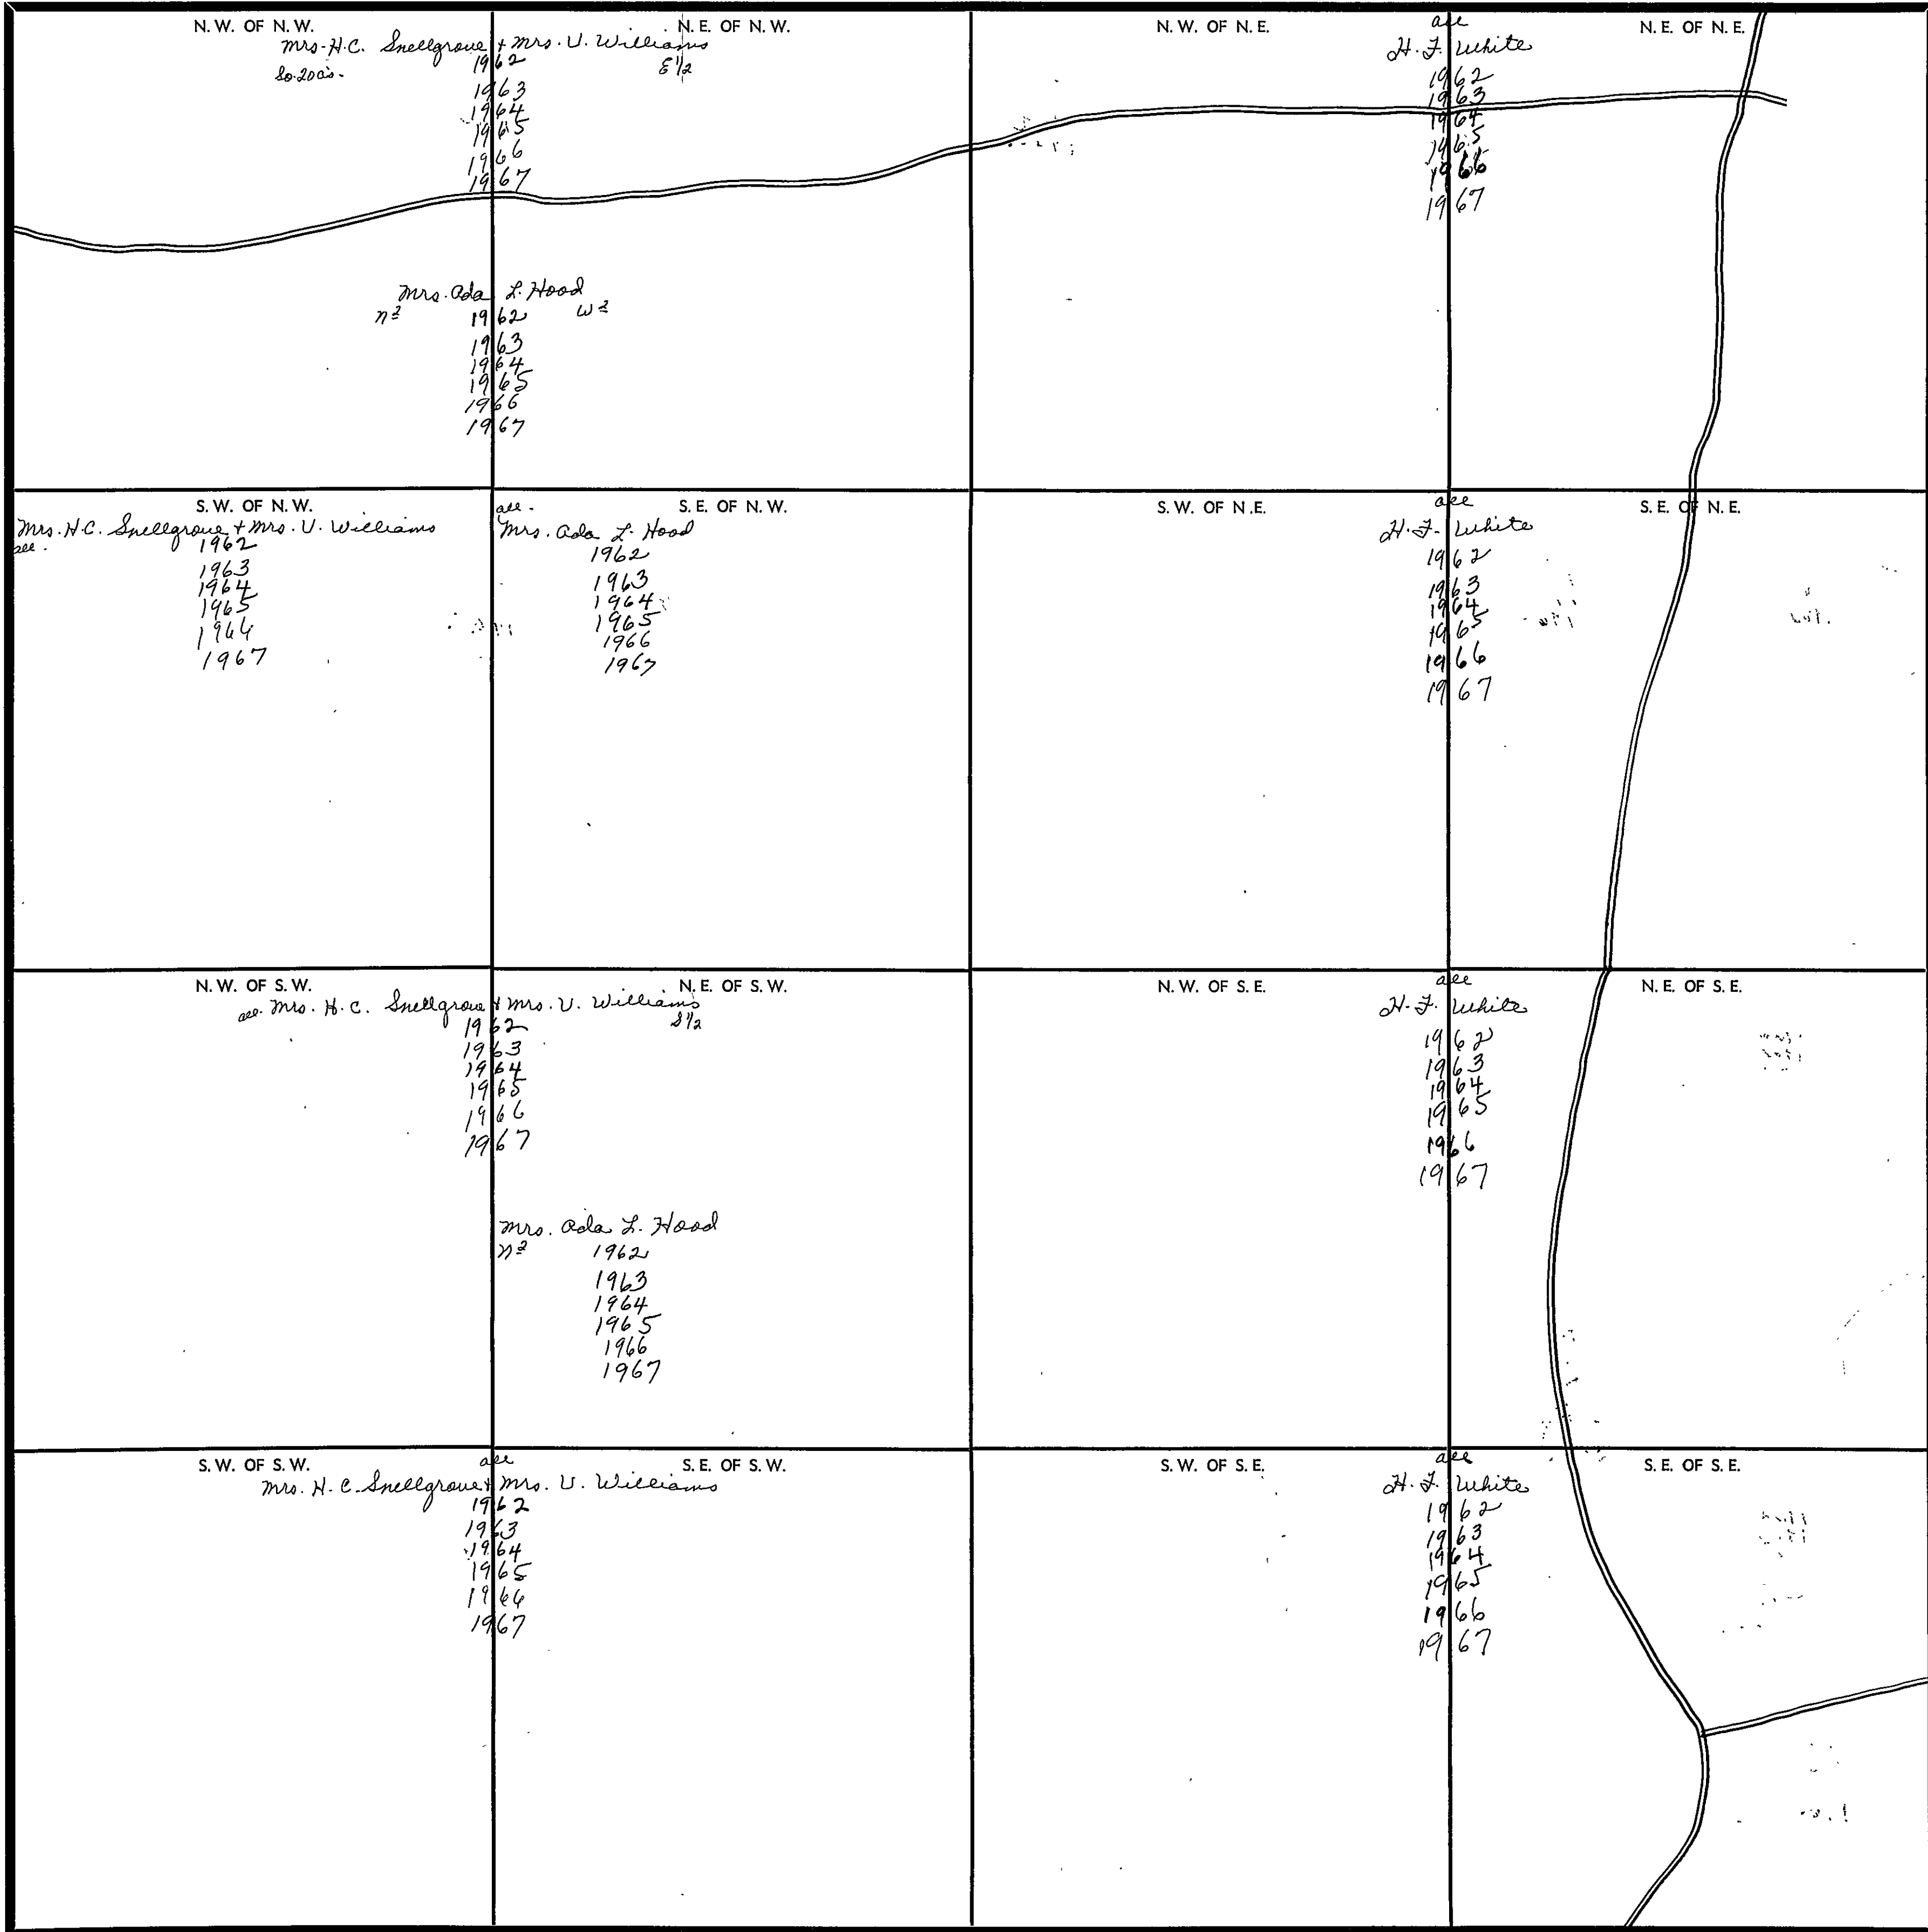 N. W. OF N. W.
N. E. OF N. W.
Mrs. H.C. Snellgrove + Mrs. V. Williams
So. 20 a's.
E 1/2
1962
1963
1964
1965
1966
1967
Mrs. Ada L. Hood
N 2
W 2
1962
1963
1964
1965
1966
1967
N. W. OF N. E.
N. E. OF N. E.
all
H. F. White
1962
1963
1964
1965
1966
1967
S. W. OF N. W.
Mrs. H.C. Snellgrove + Mrs. V. Williams
all.
1962
1963
1964
1965
1966
1967
S. E. OF N. W.
all.
Mrs. Ada L. Hood
1962
1963
1964
1965
1966
1967
S. W. OF N. E.
S. E. OF N. E.
all
H. F. White
1962
1963
1964
1965
1966
1967
N. W. OF S. W.
N. E. OF S. W.
all. Mrs. H. C. Snellgrove + Mrs. V. Williams
S 1/2
1962
1963
1964
1965
1966
1967
Mrs. Ada L. Hood
N 2
1962
1963
1964
1965
1966
1967
N. W. OF S. E.
N. E. OF S. E.
all
H. F. White
1962
1963
1964
1965
1966
1967
S. W. OF S. W.
S. E. OF S. W.
all
Mrs. H. C. Snellgrove + Mrs. V. Williams
1962
1963
1964
1965
1966
1967
S. W. OF S. E.
S. E. OF S. E.
all
H. F. White
1962
1963
1964
1965
1966
1967